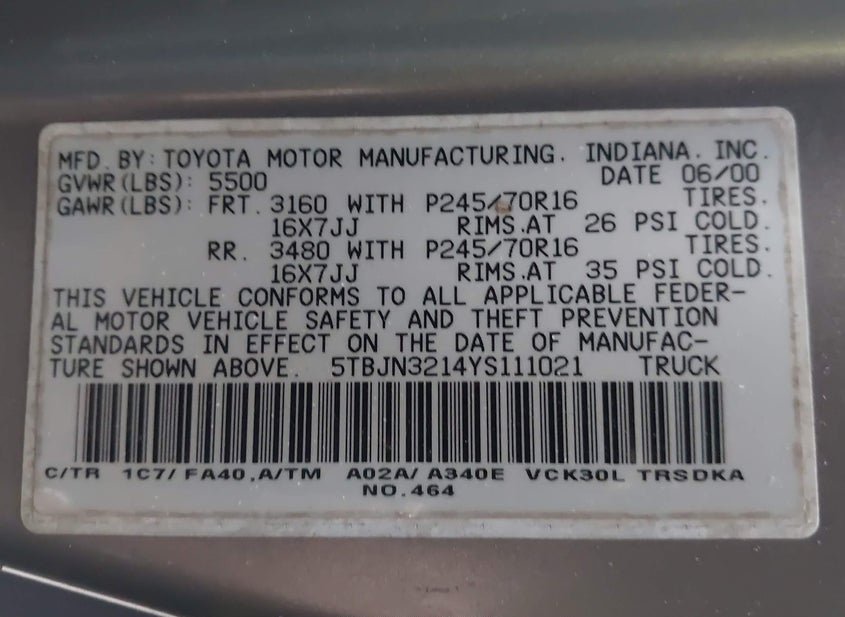 MFD. BY: TOYOTA MOTOR MANUFACTURING. INDIANA. INC.
GVWR(LBS): 5500 DATE 06/00
GAWR(LBS): FRT. 3160 WITH P245/70R16 TIRES.
16X7JJ RIMS.AT 26 PSI COLD.
RR. 3480 WITH P245/70R16 TIRES.
16X7JJ RIMS.AT 35 PSI COLD.
THIS VEHICLE CONFORMS TO ALL APPLICABLE FEDER-
AL MOTOR VEHICLE SAFETY AND THEFT PREVENTION
STANDARDS IN EFFECT ON THE DATE OF MANUFAC-
TURE SHOWN ABOVE. 5TBJN3214YS111021 TRUCK
C/TR 1C7/ FA40.A/TM A02A/ A340E VCK30L TRSDKA
NO.464